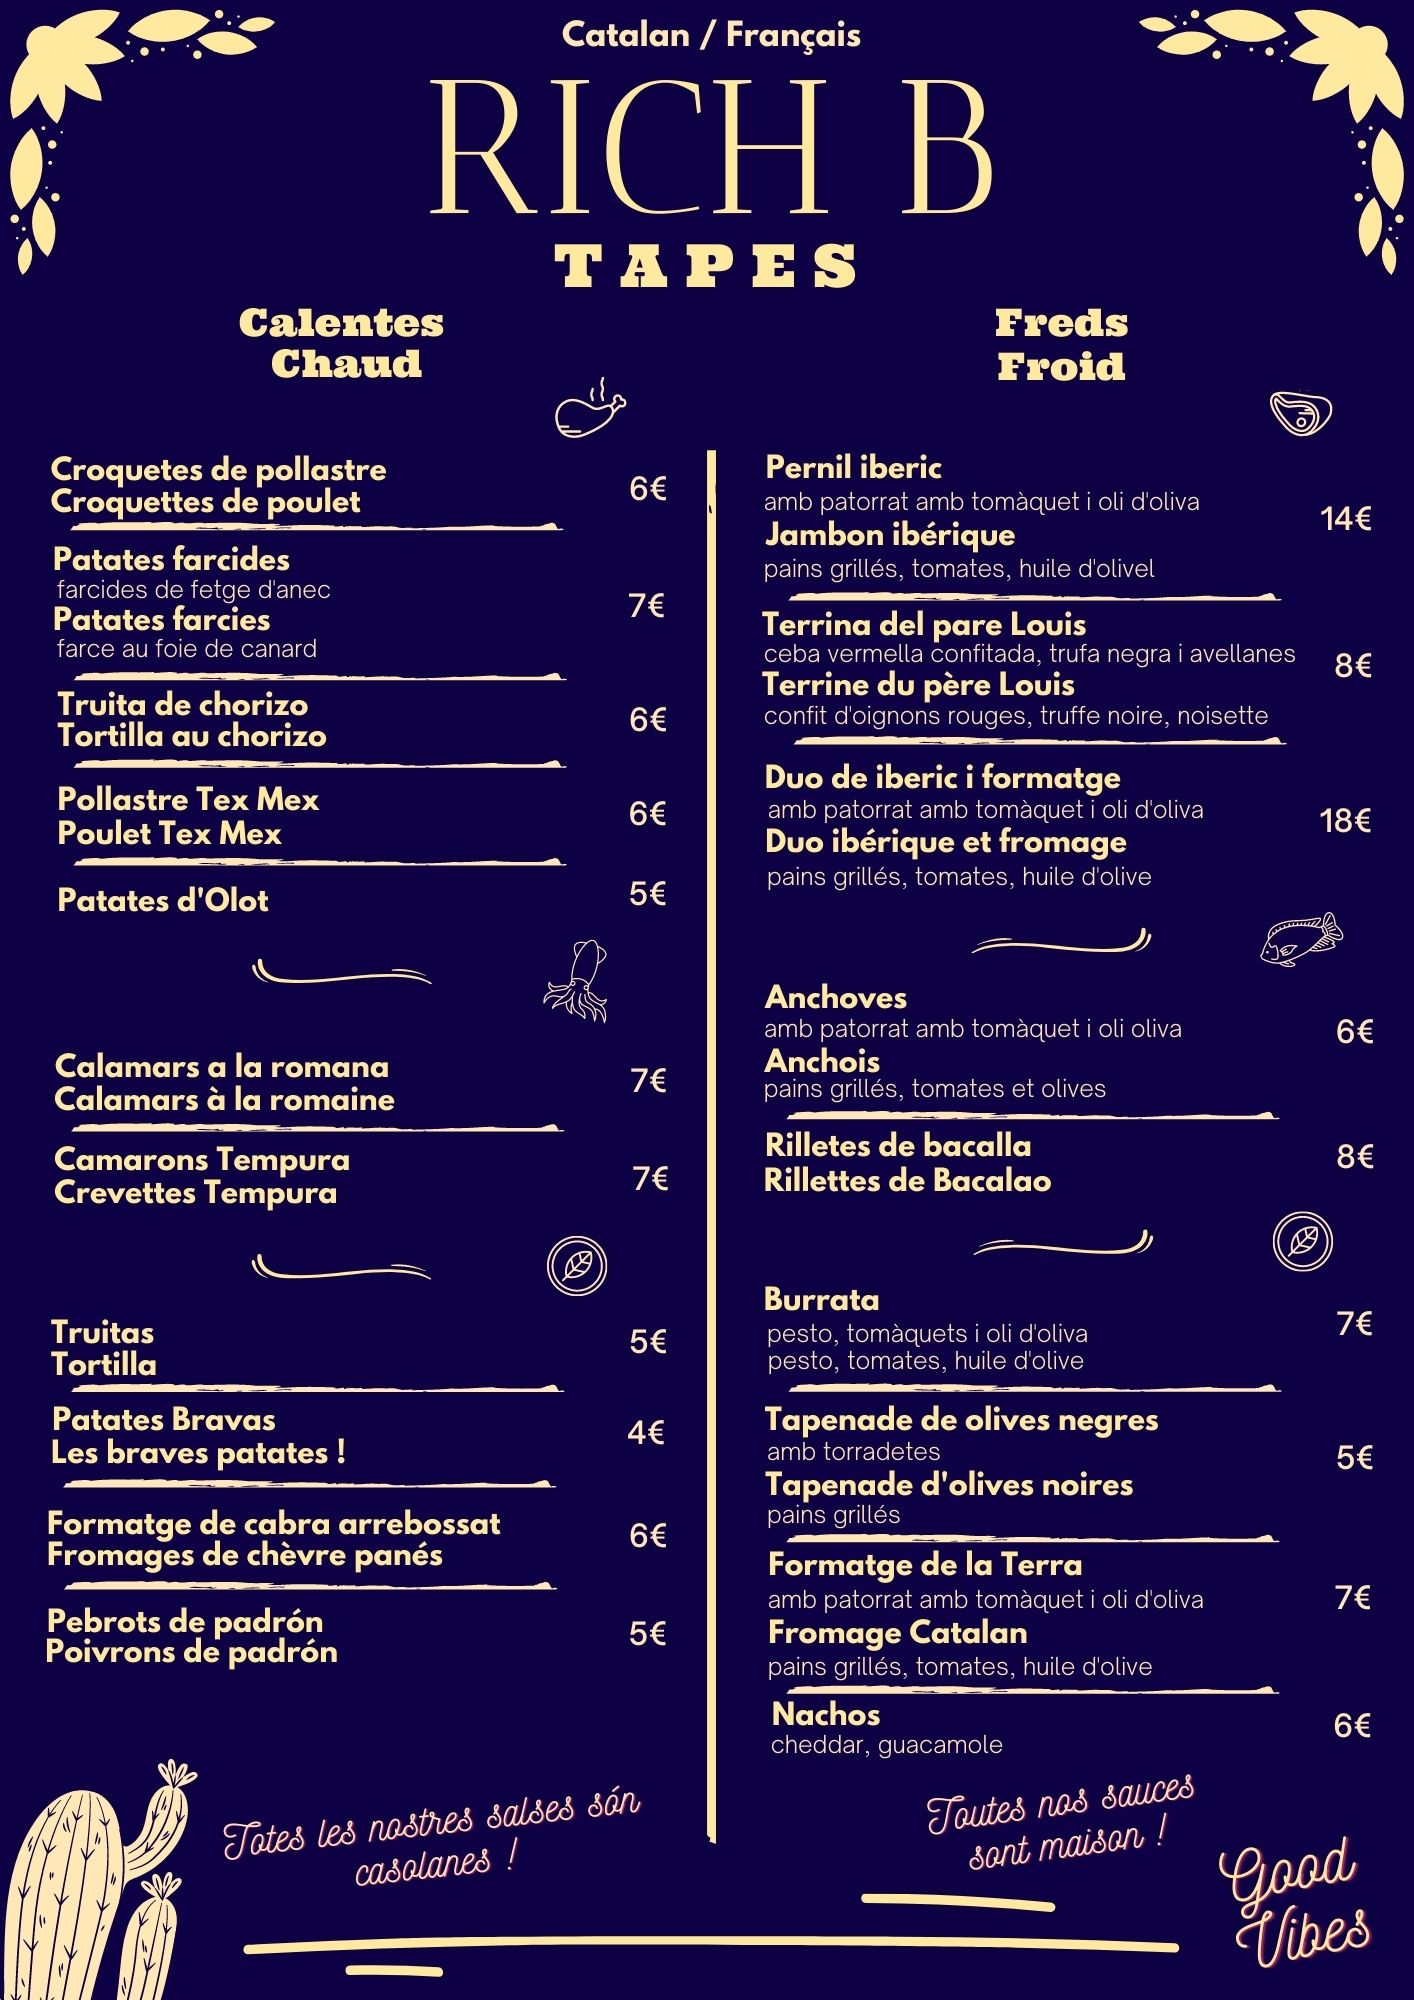 Catalan / Français
RICH B
TAPES
Calentes
Chaud
Croquetes de pollastre
Croquettes de poulet
6€
Patates farcides
farcides de fetge d'anec
Patates farcies
farce au foie de canard
7€
Truita de chorizo
Tortilla au chorizo
6€
Pollastre Tex Mex
Poulet Tex Mex
6€
Patates d'Olot
5€
Calamars a la romana
Calamars à la romaine
7€
Camarons Tempura
Crevettes Tempura
7€
Truitas
Tortilla
5€
Patates Bravas
Les braves patates !
4€
Formatge de cabra arrebossat
Fromages de chèvre panés
6€
Pebrots de padrón
Poivrons de padrón
5€
Totes les nostres salses són
casolanes !
Freds
Froid
Pernil iberic
amb patorrat amb tomàquet i oli d'oliva
Jambon ibérique
pains grillés, tomates, huile d'olivel
14€
Terrina del pare Louis
ceba vermella confitada, trufa negra i avellanes
Terrine du père Louis
confit d'oignons rouges, truffe noire, noisette
8€
Duo de iberic i formatge
amb patorrat amb tomàquet i oli d'oliva
Duo ibérique et fromage
pains grillés, tomates, huile d'olive
18€
Anchoves
amb patorrat amb tomàquet i oli oliva
Anchois
pains grillés, tomates et olives
6€
Rilletes de bacalla
Rillettes de Bacalao
8€
Burrata
pesto, tomàquets i oli d'oliva
pesto, tomates, huile d'olive
7€
Tapenade de olives negres
amb torradetes
Tapenade d'olives noires
pains grillés
5€
Formatge de la Terra
amb patorrat amb tomàquet i oli d'oliva
Fromage Catalan
pains grillés, tomates, huile d'olive
7€
Nachos
cheddar, guacamole
6€
Toutes nos sauces
sont maison !
Good
Vibes